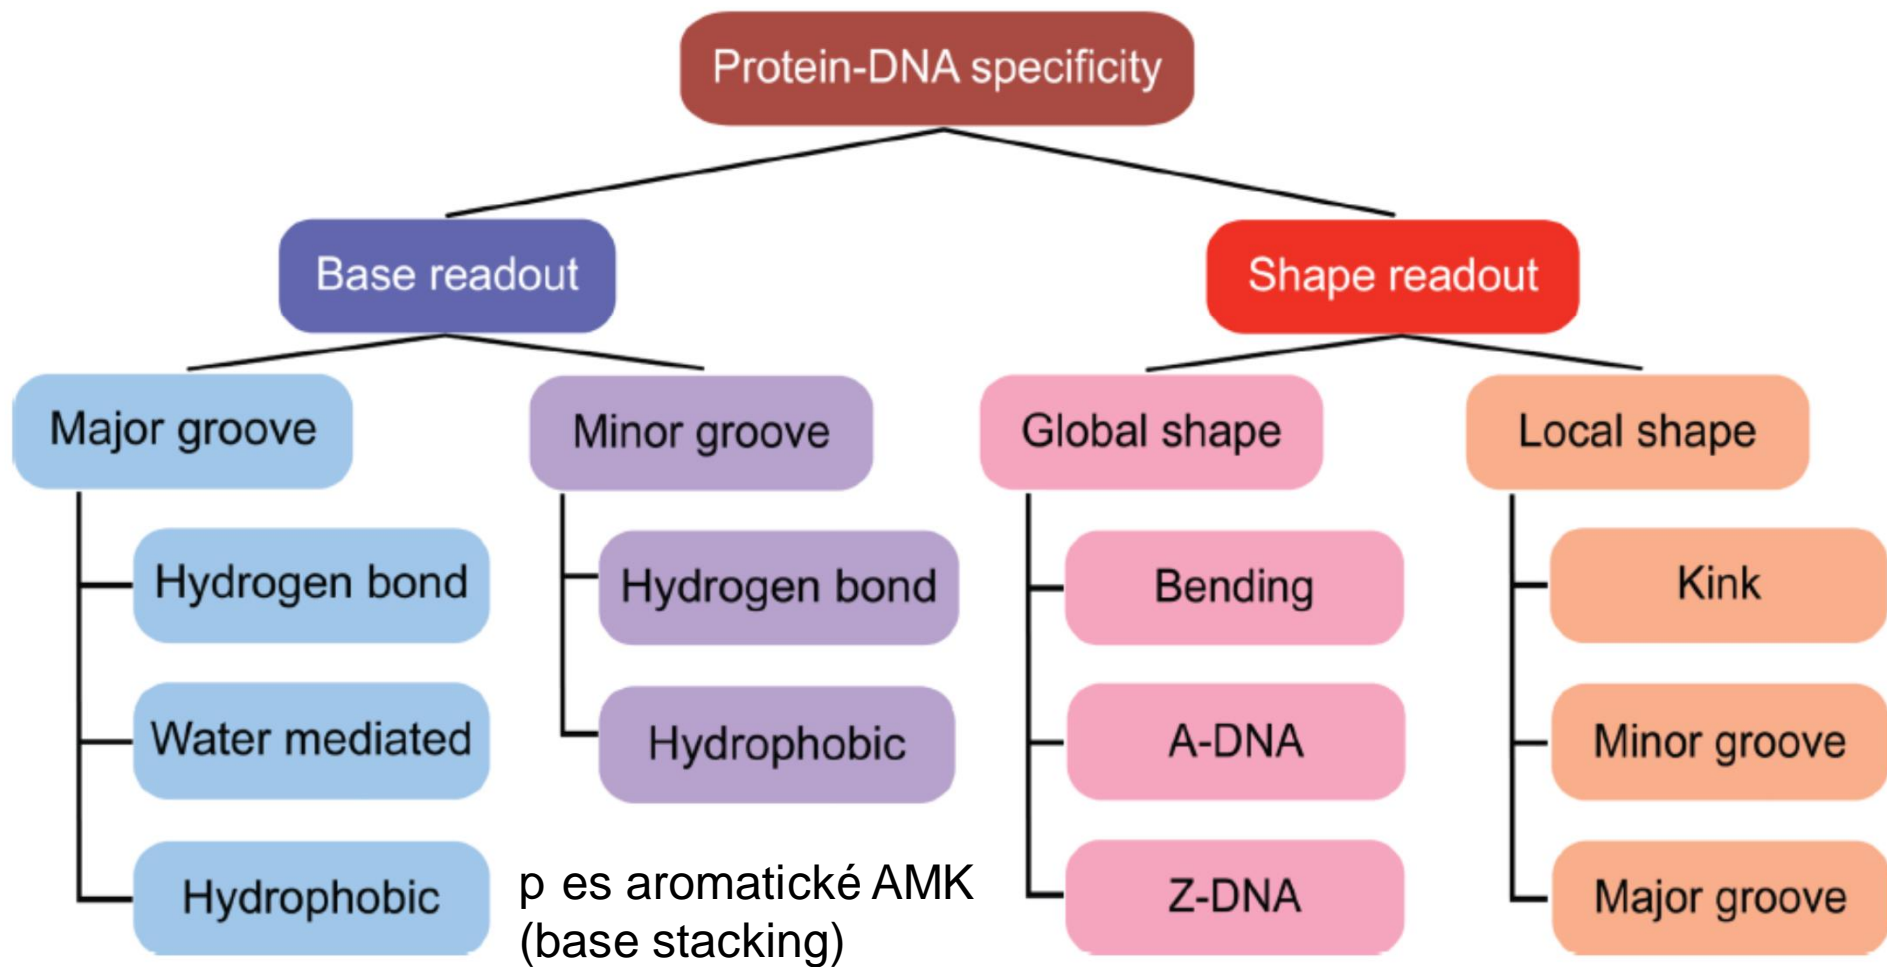 Protein-DNA specificity
Base readout
Shape readout
Major groove
Minor groove
Global shape
Local shape
Hydrogen bond
Hydrogen bond
Bending
Kink
Water mediated
Hydrophobic
A-DNA
Minor groove
Hydrophobic
p es aromatické AMK
(base stacking)
Z-DNA
Major groove